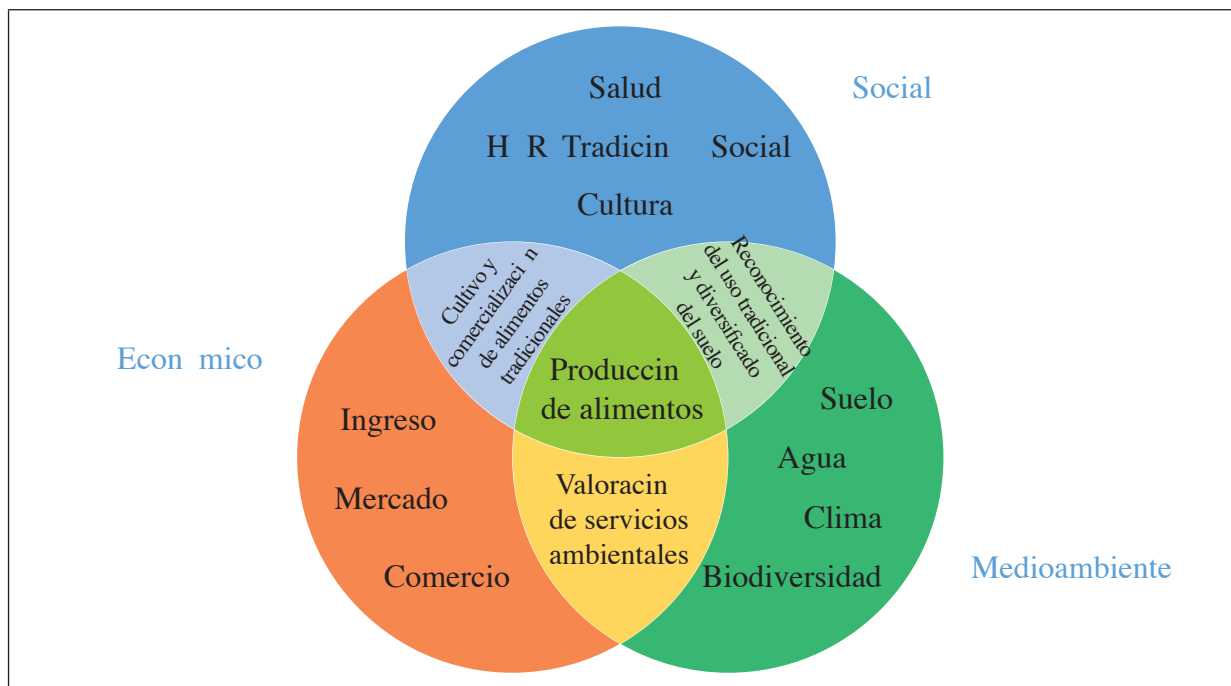 Salud
Social
H R Tradicin Social
Cultura
Cultivo y
comercializaci n
de alimentos
tradicionales
Reconocimiento
del uso tradicional
y diversificado
del suelo
Econ mico
Produccin
de alimentos
Ingreso
Suelo
Agua
Mercado
Valoracin
de servicios
ambientales
Clima
Comercio
Biodiversidad
Medioambiente